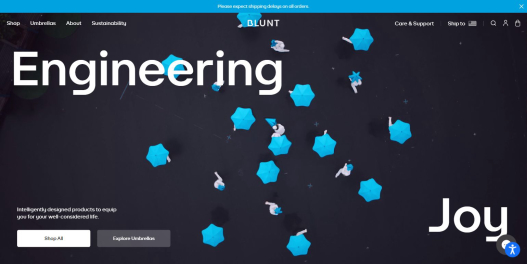 Please expect shipping delays on all orders.
Shop Umbrellas About Sustainability BLUNT Care & Support Ship to
Engineering
Intelligently designed products to equip
you for your well-considered life.
Joy
Shop All Explore Umbrellas